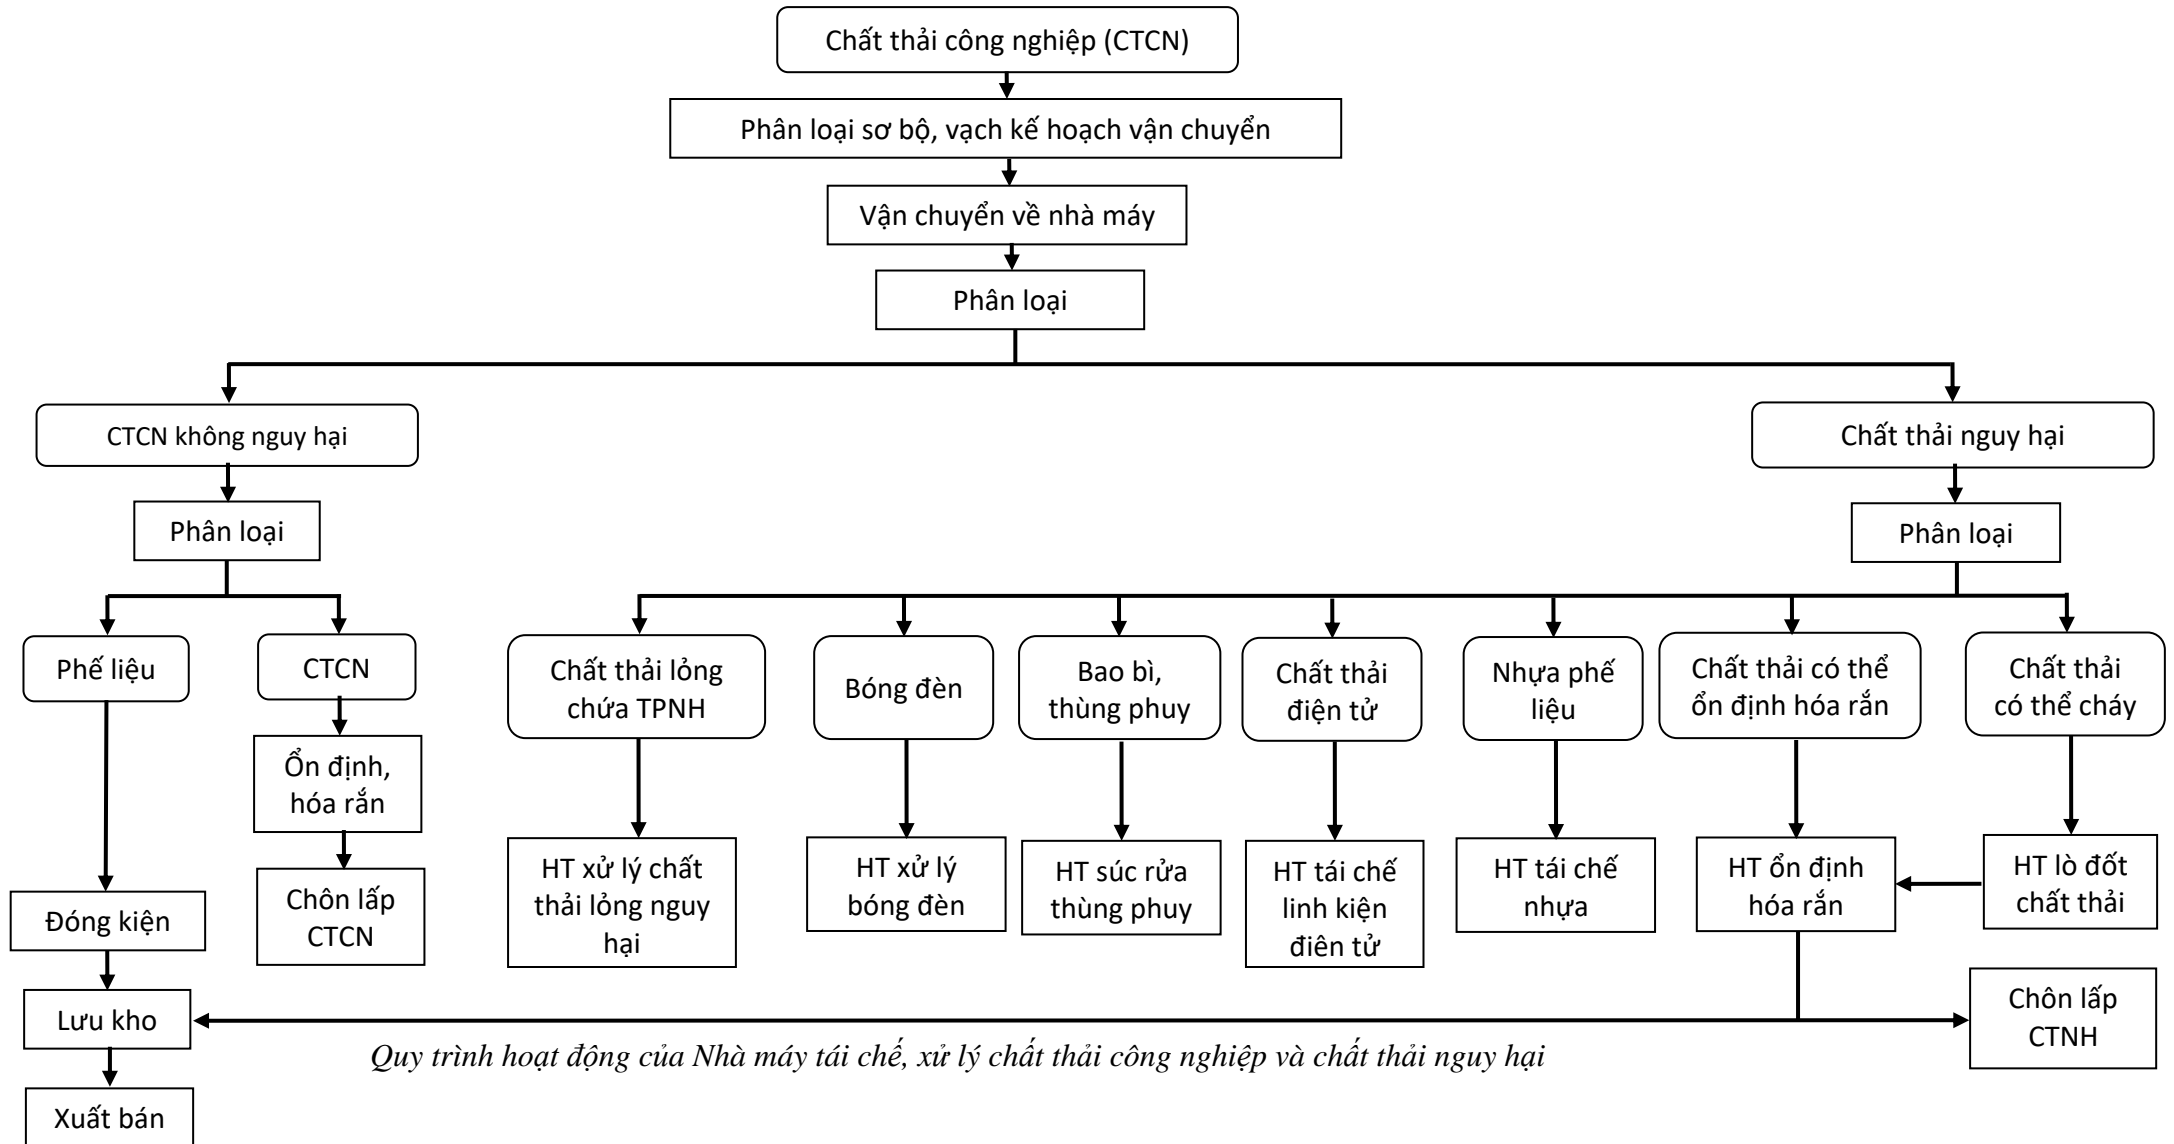 Chất thải công nghiệp (CTCN)
Phân loại sơ bộ, vạch kế hoạch vận chuyển
Vận chuyển về nhà máy
Phân loại
CTCN không nguy hại
Chất thải nguy hại
Phân loại
Phân loại
Phế liệu
CTCN
Chất thải lỏng
chứa TPNH
Bóng đèn
Bao bì,
thùng phuy
Chất thải
điện tử
Nhựa phế
liệu
Chất thải có thể
ổn định hóa rắn
Chất thải
có thể cháy
Ổn định,
hóa rắn
HT xử lý chất
thải lỏng nguy
hại
HT xử lý
bóng đèn
HT súc rửa
thùng phuy
HT tái chế
linh kiện
điên tử
HT tái chế
nhựa
HT ổn định
hóa rắn
HT lò đốt
chất thải
Chôn lấp
CTCN
Đóng kiện
Lưu kho
Chôn lấp
CTNH
Quy trình hoạt động của Nhà máy tái chế, xử lý chất thải công nghiệp và chất thải nguy hại
Xuất bán